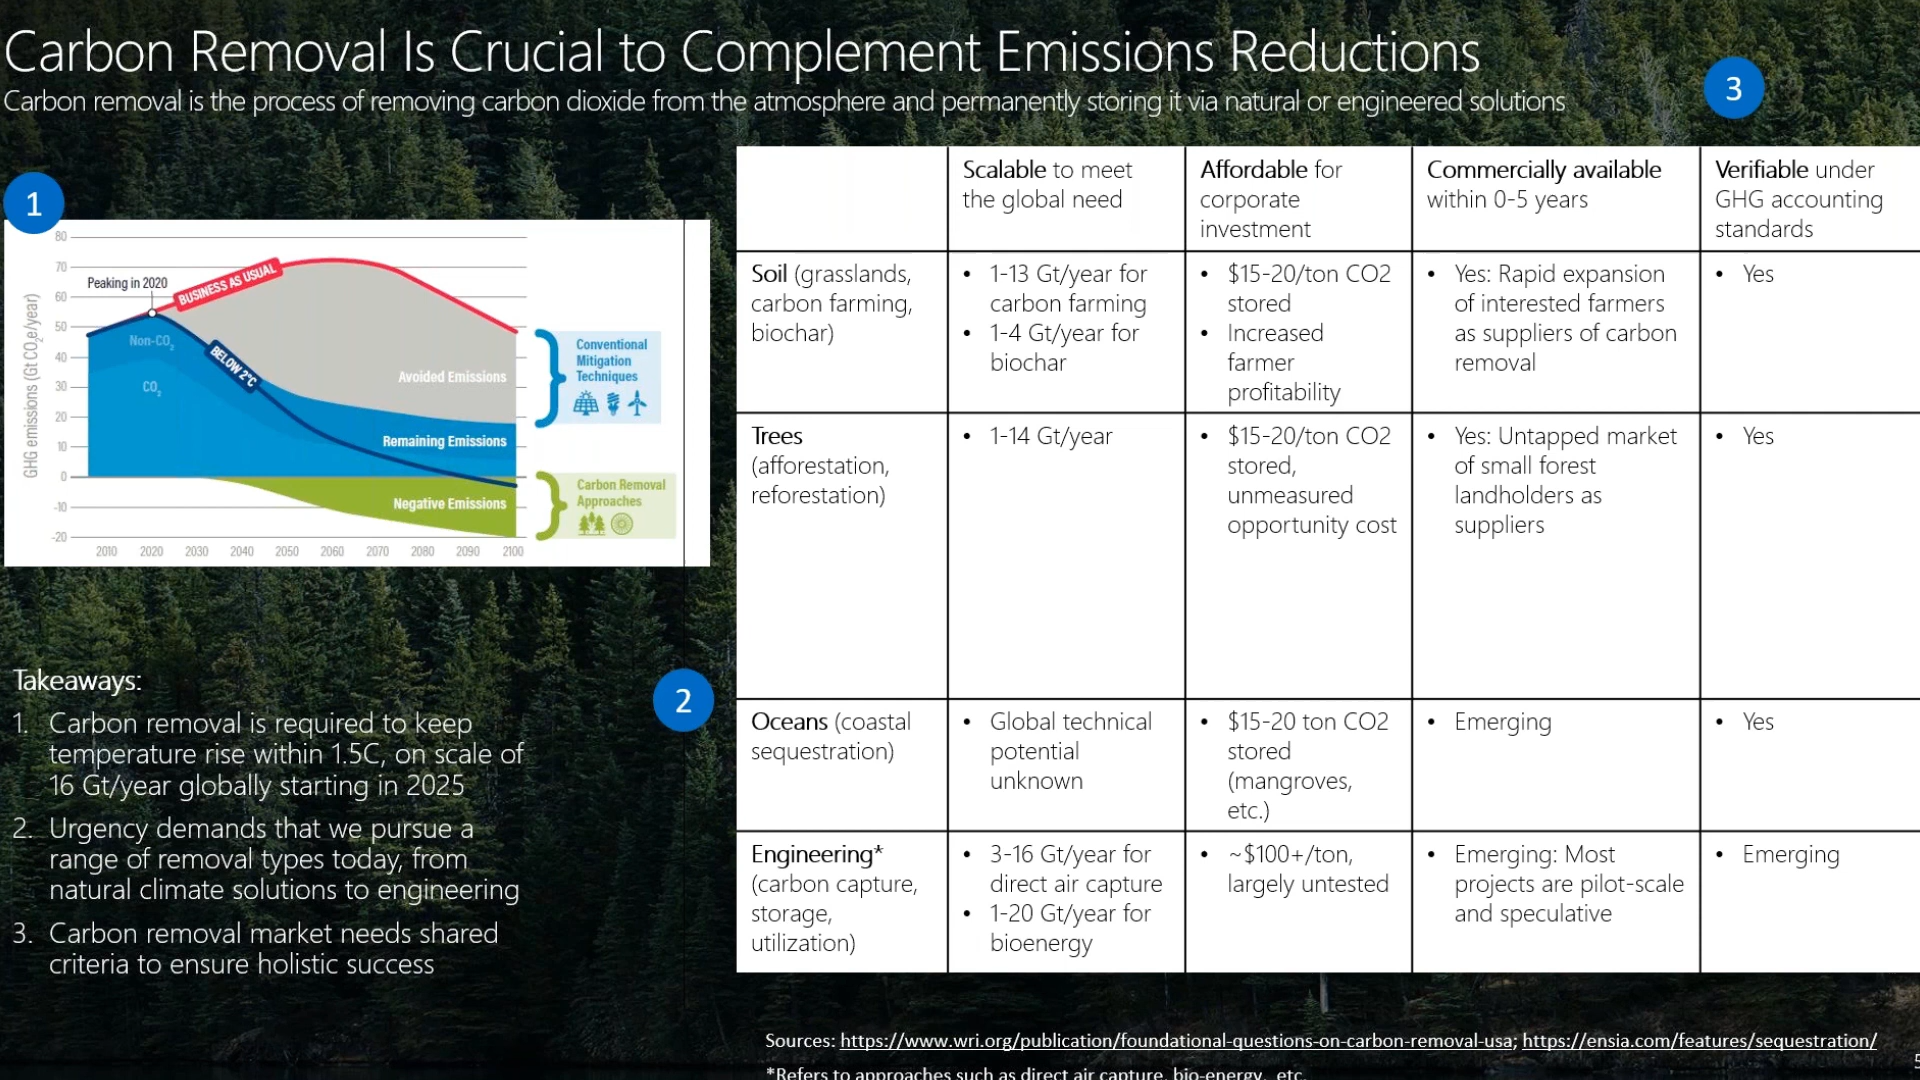 Carbon Removal Is Crucial to Complement Emissions Reductions
Carbon removal is the process of removing carbon dioxide from the atmosphere and permanently storing it via natural or engineered solutions
3
1
80
70
60
50
40
30
20
10
0
-10
-20
GHG emissions (Gt CO2e/year)
Peaking in 2020
BUSINESS AS USUAL
Non-CO2
CO2
BELOW 2°C
Avoided Emissions
Remaining Emissions
Negative Emissions
Conventional
Mitigation
Techniques
Carbon Removal
Approaches
2010 2020 2030 2040 2050 2060 2070 2080 2090 2100
Takeaways:
1. Carbon removal is required to keep
temperature rise within 1.5C, on scale of
16 Gt/year globally starting in 2025
2. Urgency demands that we pursue a
range of removal types today, from
natural climate solutions to engineering
3. Carbon removal market needs shared
criteria to ensure holistic success
2
Scalable to meet
the global need
Affordable for
corporate
investment
Commercially available
within 0-5 years
Verifiable under
GHG accounting
standards
Soil (grasslands,
carbon farming,
biochar)
• 1-13 Gt/year for
carbon farming
• 1-4 Gt/year for
biochar
• $15-20/ton CO2
stored
• Increased
farmer
profitability
• Yes: Rapid expansion
of interested farmers
as suppliers of carbon
removal
• Yes
Trees
(afforestation,
reforestation)
• 1-14 Gt/year
• $15-20/ton CO2
stored,
unmeasured
opportunity cost
• Yes: Untapped market
of small forest
landholders as
suppliers
• Yes
Oceans (coastal
sequestration)
• Global technical
potential
unknown
• $15-20 ton CO2
stored
(mangroves,
etc.)
• Emerging
• Yes
Engineering*
(carbon capture,
storage,
utilization)
• 3-16 Gt/year for
direct air capture
• 1-20 Gt/year for
bioenergy
• ~$100+/ton,
largely untested
• Emerging: Most
projects are pilot-scale
and speculative
• Emerging
Sources: https://www.wri.org/publication/foundational-questions-on-carbon-removal-usa; https://ensia.com/features/sequestration/
*Refers to approaches such as direct air capture, bio-energy, etc.